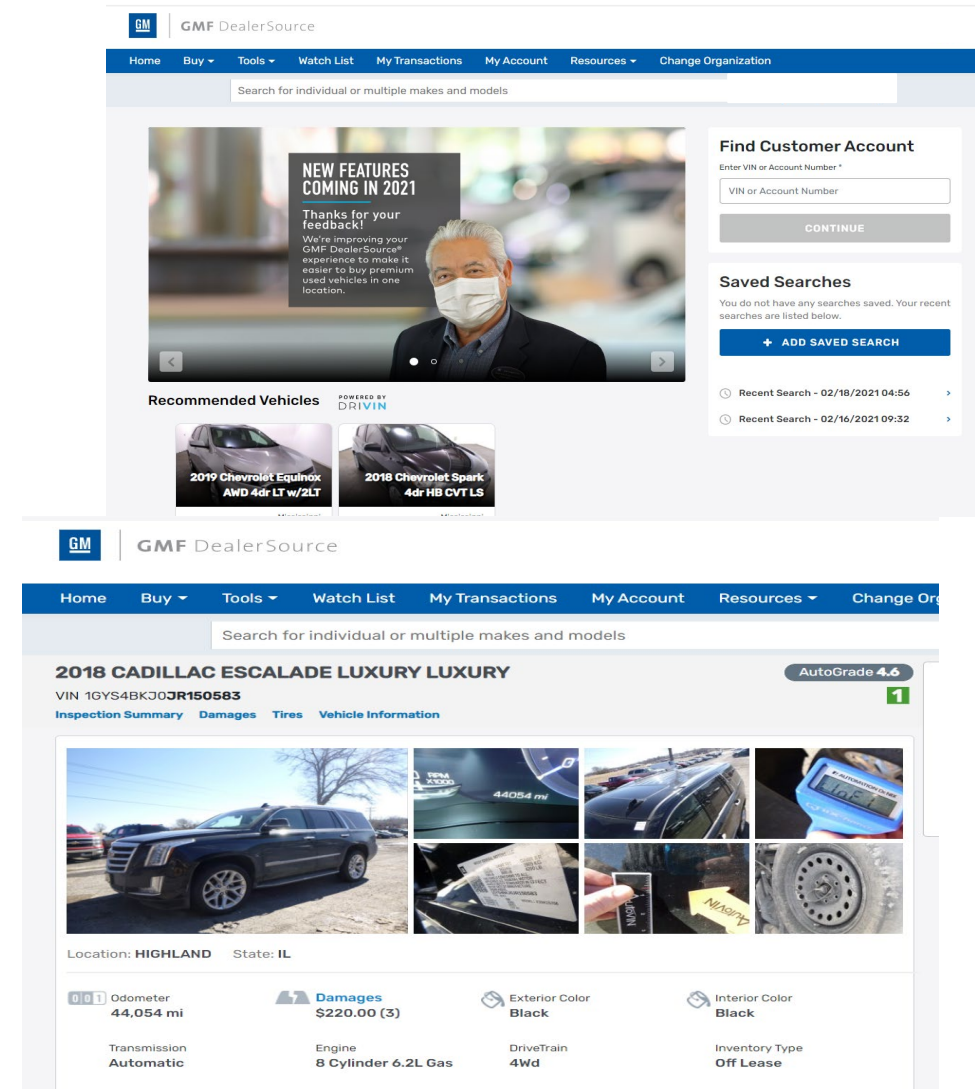 GM GMF DealerSource
Home Buy Tools Watch List My Transactions My Account Resources Change Organization
Search for individual or multiple makes and models
NEW FEATURES
COMING IN 2021
Thanks for your
feedback!
We're improving your
GMF DealerSource®
experience to make it
easier to buy premium
used vehicles in one
location.
Find Customer Account
Enter VIN or Account Number *
VIN or Account Number
CONTINUE
Saved Searches
You do not have any searches saved. Your recent
searches are listed below.
+ ADD SAVED SEARCH
Recent Search - 02/18/2021 04:56
Recent Search - 02/16/2021 09:32
Recommended Vehicles POWERED BY
DRIVIN
2019 Chevrolet Equinox
AWD 4dr LT w/2LT
2018 Chevrolet Spark
4dr HB CVT LS
GM GMF DealerSource
Home Buy Tools Watch List My Transactions My Account Resources Change Org
Search for individual or multiple makes and models
2018 CADILLAC ESCALADE LUXURY LUXURY
AutoGrade 4.6
VIN 1GYS4BKJ0JR150583
1
Inspection Summary Damages Tires Vehicle Information
RPM
X1000
44054 mi
AutoVIN
Location: HIGHLAND State: IL
001 Odometer
44,054 mi
Damages
$220.00 (3)
Exterior Color
Black
Interior Color
Black
Transmission
Automatic
Engine
8 Cylinder 6.2L Gas
DriveTrain
4Wd
Inventory Type
Off Lease